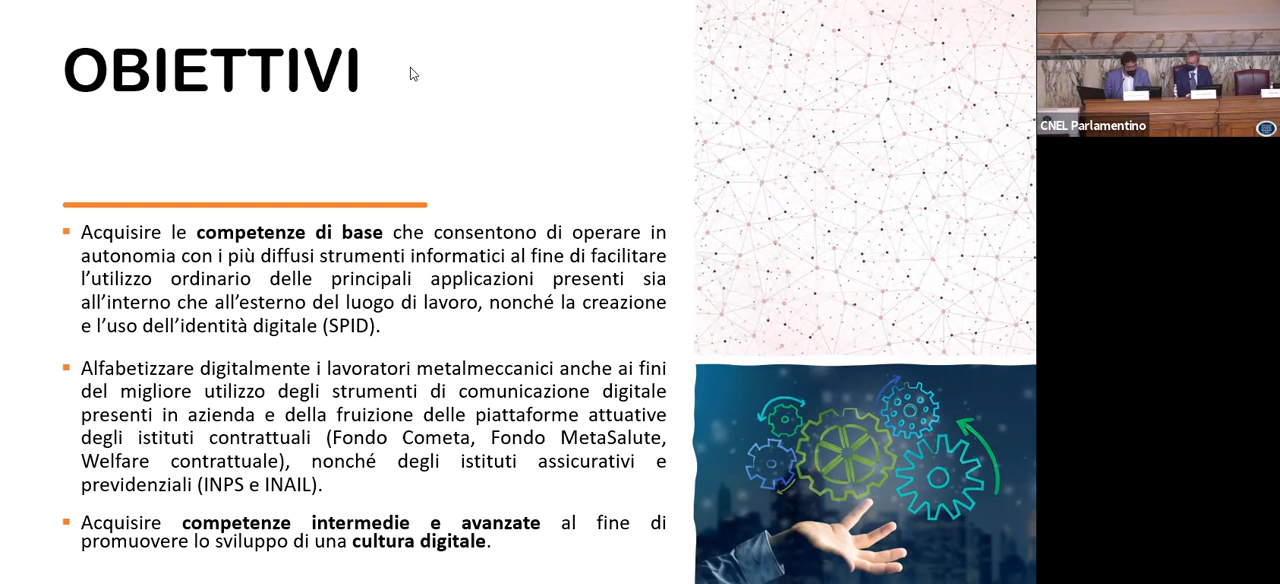 OBIETTIVI
Acquisire le competenze di base che consentono di operare in
autonomia con i più diffusi strumenti informatici al fine di facilitare
l’utilizzo ordinario delle principali applicazioni presenti sia
all’interno che all’esterno del luogo di lavoro, nonché la creazione
e l’uso dell’identità digitale (SPID).
Alfabetizzare digitalmente i lavoratori metalmeccanici anche ai fini
del migliore utilizzo degli strumenti di comunicazione digitale
presenti in azienda e della fruizione delle piattaforme attuative
degli istituti contrattuali (Fondo Cometa, Fondo MetaSalute,
Welfare contrattuale), nonché degli istituti assicurativi e
previdenziali (INPS e INAIL).
Acquisire competenze intermedie e avanzate al fine di
promuovere lo sviluppo di una cultura digitale.
CNEL Parlamentino